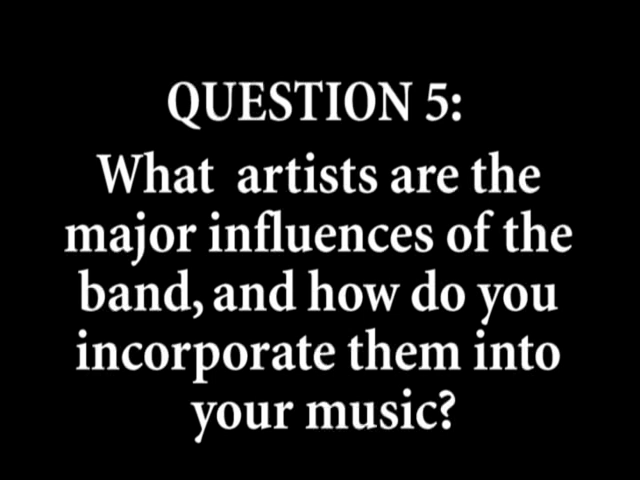 QUESTION 5:
What artists are the
major influences of the
band, and how do you
incorporate them into
your music?